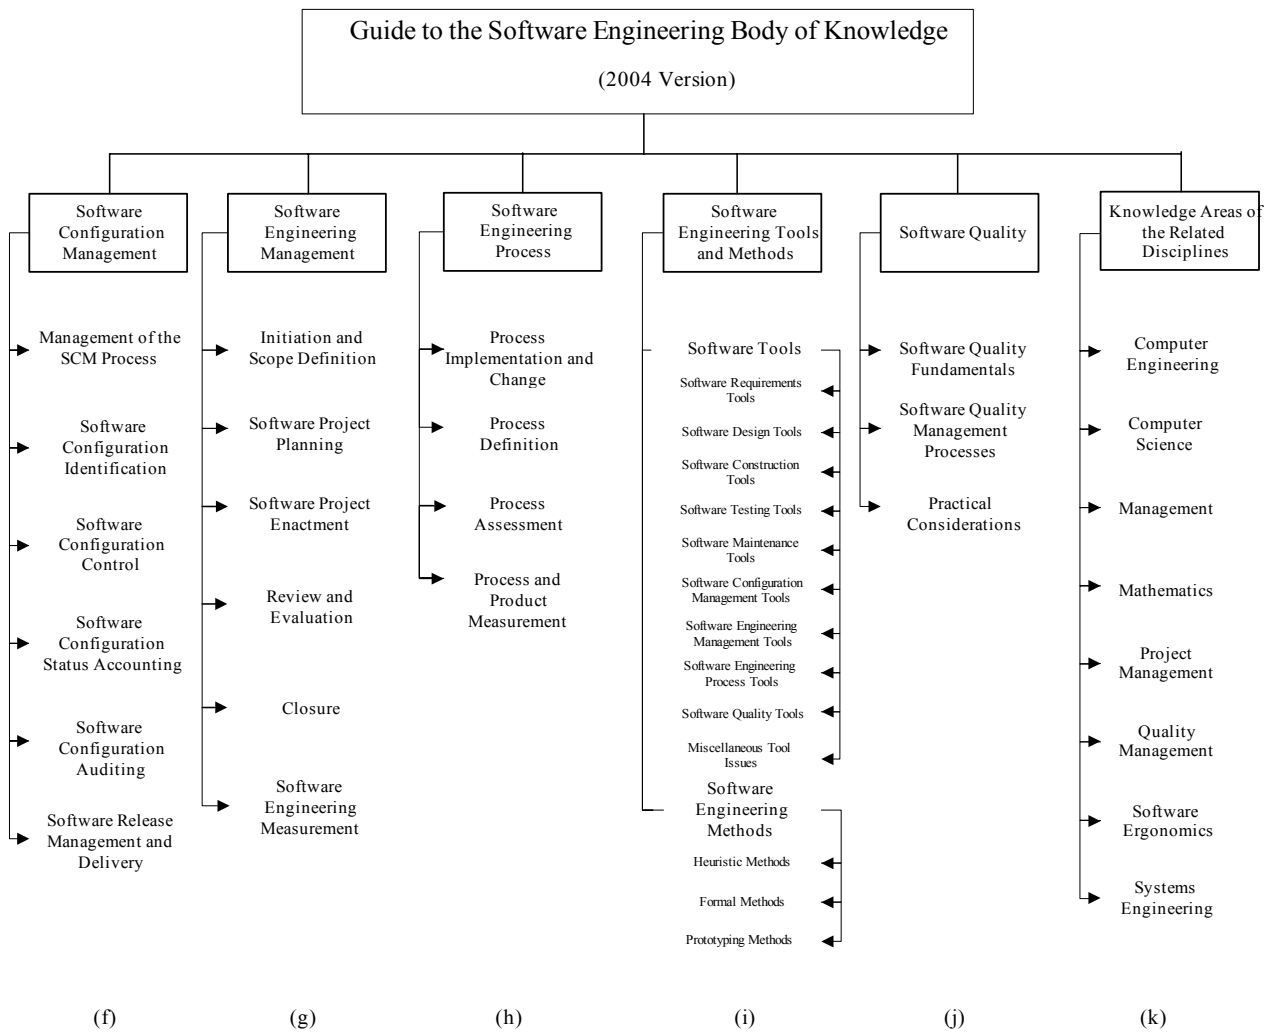 Guide to the Software Engineering Body of Knowledge
(2004 Version)
Software
Configuration
Management
Management of the
SCM Process
Software
Configuration
Identification
Software
Configuration
Control
Software
Configuration
Status Accounting
Software
Configuration
Auditing
Software Release
Management and
Delivery
(f)
Software
Engineering
Management
Initiation and
Scope Definition
Software Project
Planning
Software Project
Enactment
Review and
Evaluation
Closure
Software
Engineering
Measurement
(g)
Software
Engineering
Process
Process
Implementation and
Change
Process
Definition
Process
Assessment
Process and
Product
Measurement
(h)
Software
Engineering Tools
and Methods
Software Tools
Software Requirements
Tools
Software Design Tools
Software Construction
Tools
Software Testing Tools
Software Maintenance
Tools
Software Configuration
Management Tools
Software Engineering
Management Tools
Software Engineering
Process Tools
Software Quality Tools
Miscellaneous Tool
Issues
Software
Engineering
Methods
Heuristic Methods
Formal Methods
Prototyping Methods
(i)
Software Quality
Software Quality
Fundamentals
Software Quality
Management
Processes
Practical
Considerations
(j)
Knowledge Areas of
the Related
Disciplines
Computer
Engineering
Computer
Science
Management
Mathematics
Project
Management
Quality
Management
Software
Ergonomics
Systems
Engineering
(k)